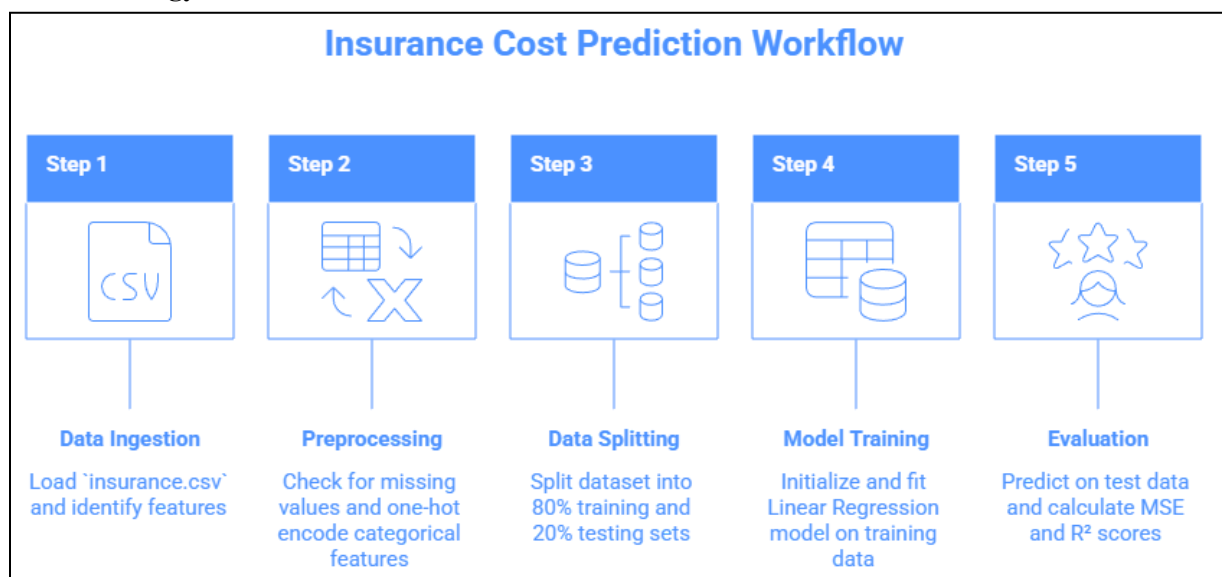 Insurance Cost Prediction Workflow
Step 1
Step 2
Step 3
Step 4
Step 5
CSV
X
Data Ingestion
Load `insurance.csv`
and identify features
Preprocessing
Check for missing
values and one-hot
encode categorical
features
Data Splitting
Split dataset into
80% training and
20% testing sets
Model Training
Initialize and fit
Linear Regression
model on training
data
Evaluation
Predict on test data
and calculate MSE
and R² scores